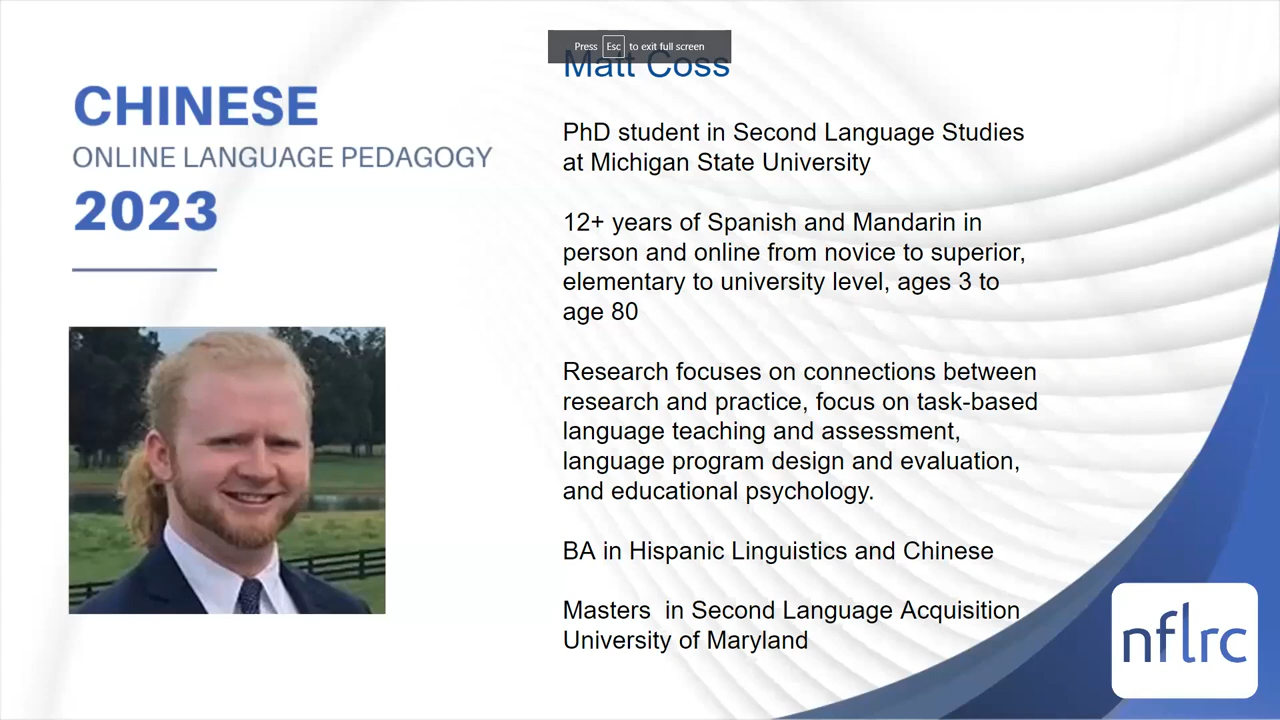 Press Esc to exit full screen
Matt Coss
CHINESE
ONLINE LANGUAGE PEDAGOGY
2023
PhD student in Second Language Studies
at Michigan State University
12+ years of Spanish and Mandarin in
person and online from novice to superior,
elementary to university level, ages 3 to
age 80
Research focuses on connections between
research and practice, focus on task-based
language teaching and assessment,
language program design and evaluation,
and educational psychology.
BA in Hispanic Linguistics and Chinese
Masters  in Second Language Acquisition
University of Maryland
nflrc